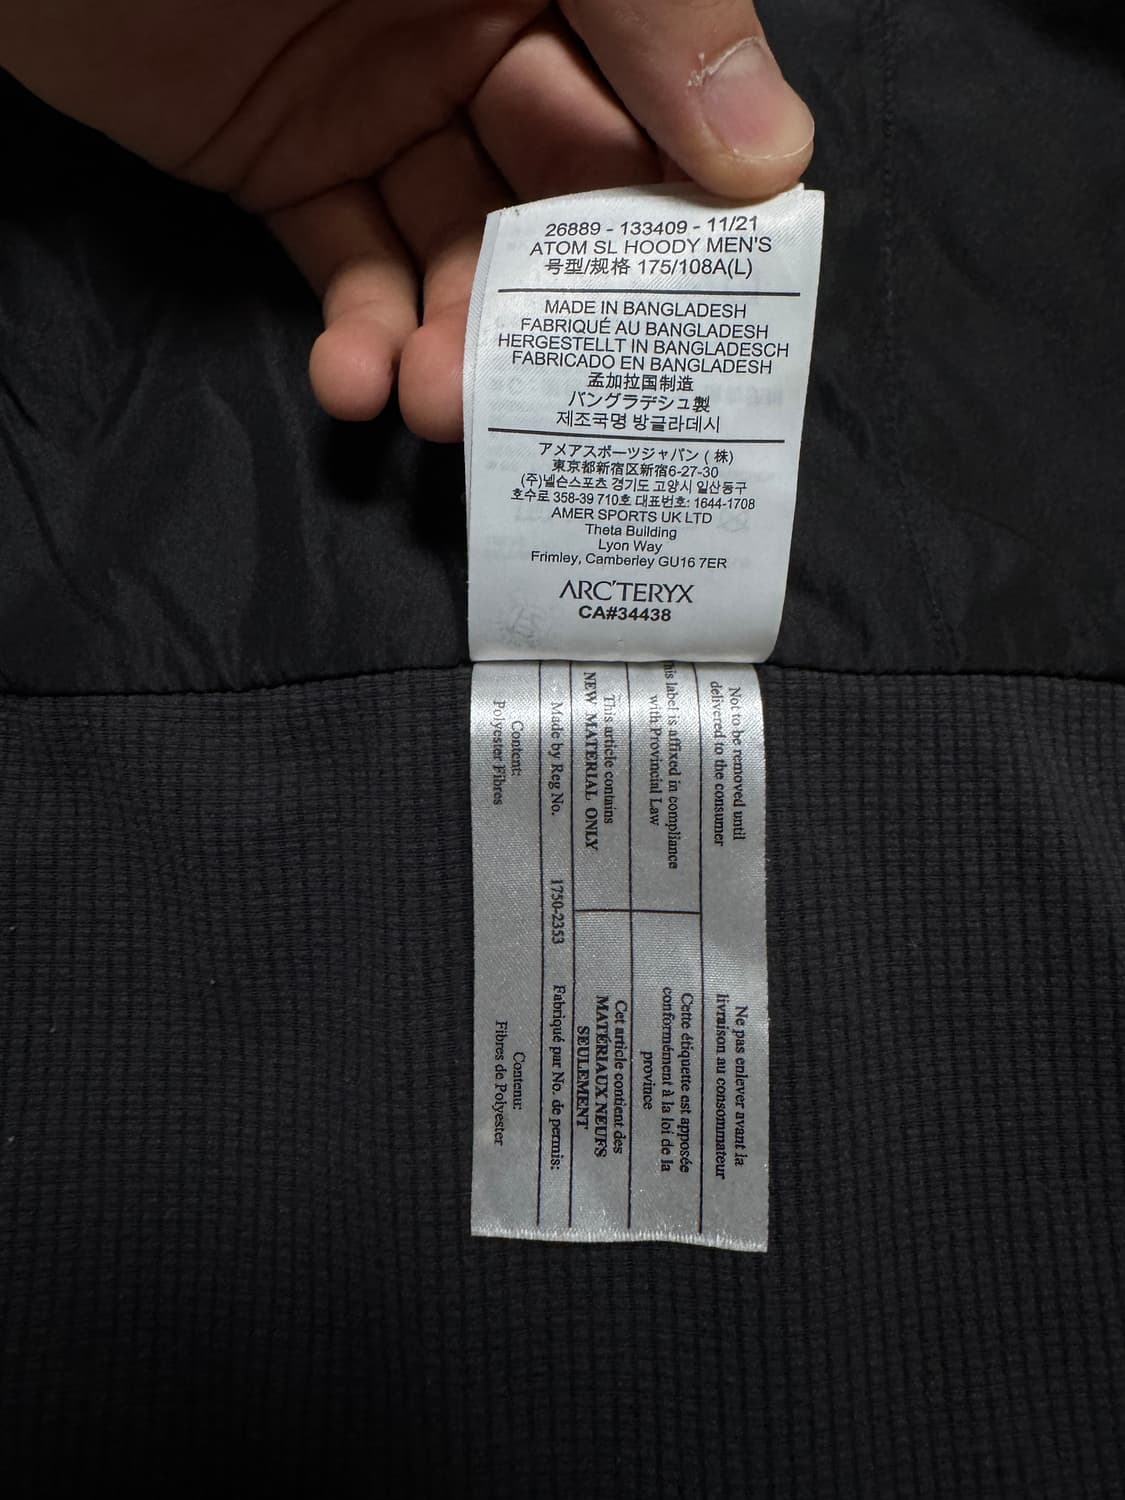 26889 - 133409 - 11/21
ATOM SL HOODY MEN'S
号型/规格 175/108A(L)
MADE IN BANGLADESH
FABRIQUÉ AU BANGLADESH
HERGESTELLT IN BANGLADESCH
FABRICADO EN BANGLADESH
孟加拉国制造
バングラデシュ製
제조국명 방글라데시
アメアスポーツジャパン (株)
東京都新宿区新宿6-27-30
(주)넬슨스포츠 경기도 고양시 일산동구
호수로 358-39 710호 대표번호: 1644-1708
AMER SPORTS UK LTD
Theta Building
Lyon Way
Frimley, Camberley GU16 7ER
ARC'TERYX
CA#34438
Not to be removed until
delivered to the consumer
Ne pas enlever avant la
livraison au consommateur
his label is affixed in compliance
with Provincial Law
Cette étiquette est apposée
conformément à la loi de la
province
This article contains
NEW MATERIAL ONLY
Cet article contient des
MATÉRIAUX NEUFS
SEULEMENT
Made by Reg No. 1750-2353 Fabriqué par No. de permis:
Content:
Polyester Fibres
Contenu:
Fibres de Polyester